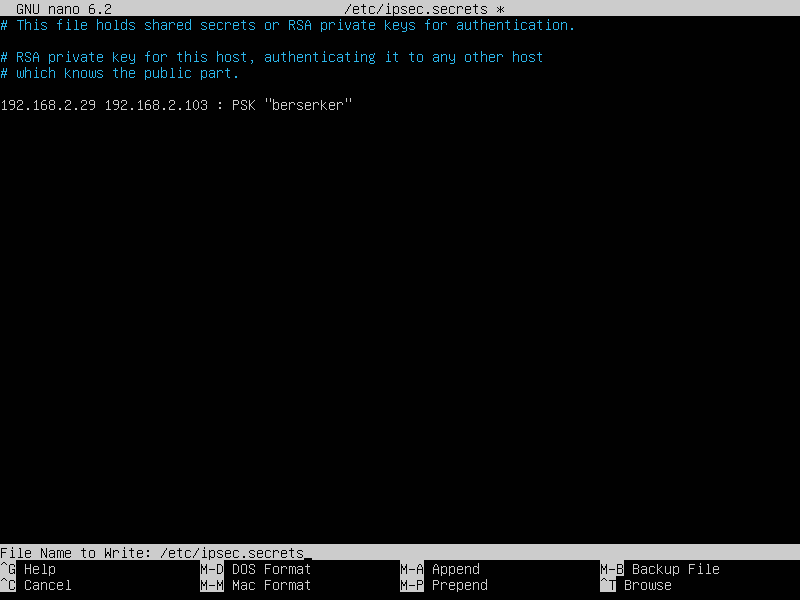 GNU nano 6.2 /etc/ipsec.secrets *
# This file holds shared secrets or RSA private keys for authentication.
# RSA private key for this host, authenticating it to any other host
# which knows the public part.
192.168.2.29 192.168.2.103 : PSK "berserker"
File Name to Write: /etc/ipsec.secrets_
^G Help M-D DOS Format M-A Append M-B Backup File
^C Cancel M-M Mac Format M-P Prepend ^T Browse